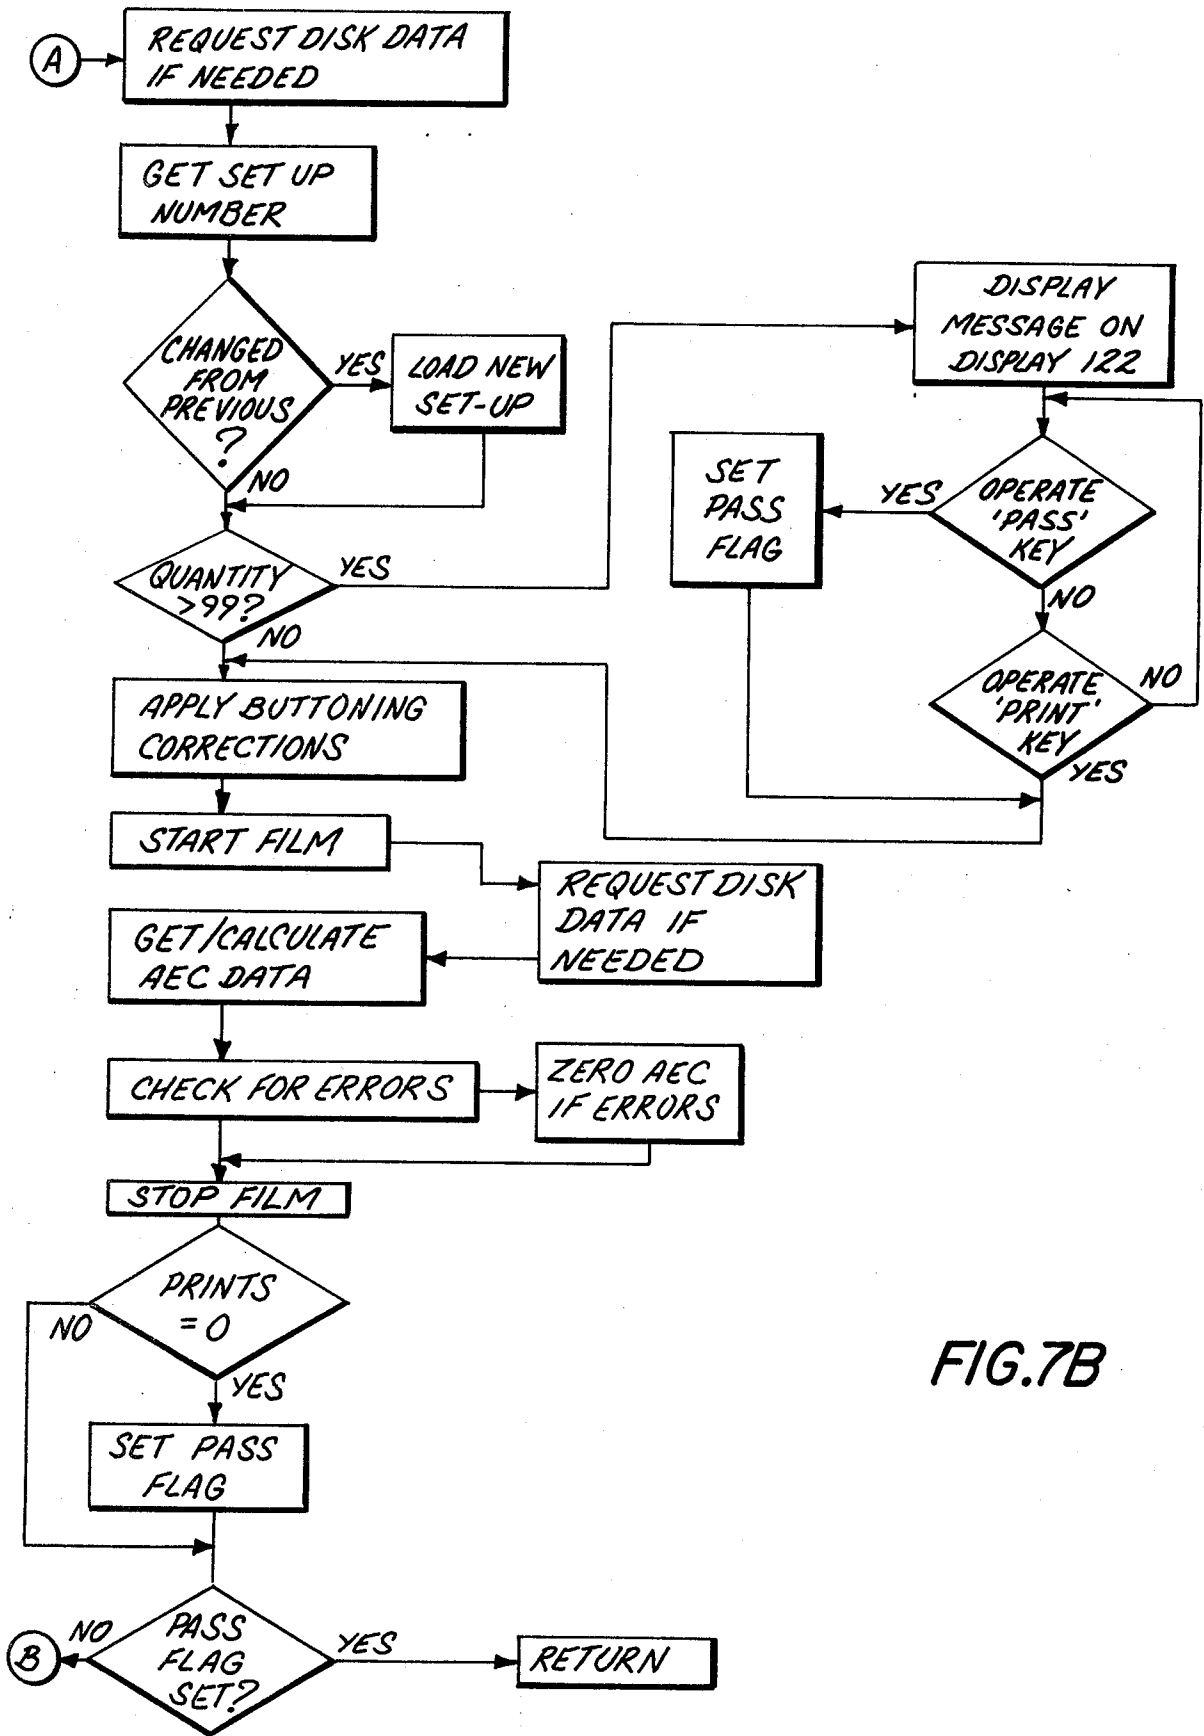 A
REQUEST DISK DATA
IF NEEDED
GET SET UP
NUMBER
CHANGED
FROM
PREVIOUS
?
YES
LOAD NEW
SET-UP
NO
QUANTITY
>99?
YES
NO
DISPLAY
MESSAGE ON
DISPLAY 122
OPERATE
'PASS'
KEY
YES
SET
PASS
FLAG
NO
OPERATE
'PRINT'
KEY
NO
YES
APPLY BUTTONING
CORRECTIONS
START FILM
REQUEST DISK
DATA IF
NEEDED
GET/CALCULATE
AEC DATA
CHECK FOR ERRORS
ZERO AEC
IF ERRORS
STOP FILM
PRINTS
= 0
NO
YES
SET PASS
FLAG
PASS
FLAG
SET?
NO
B
YES
RETURN
FIG.7B